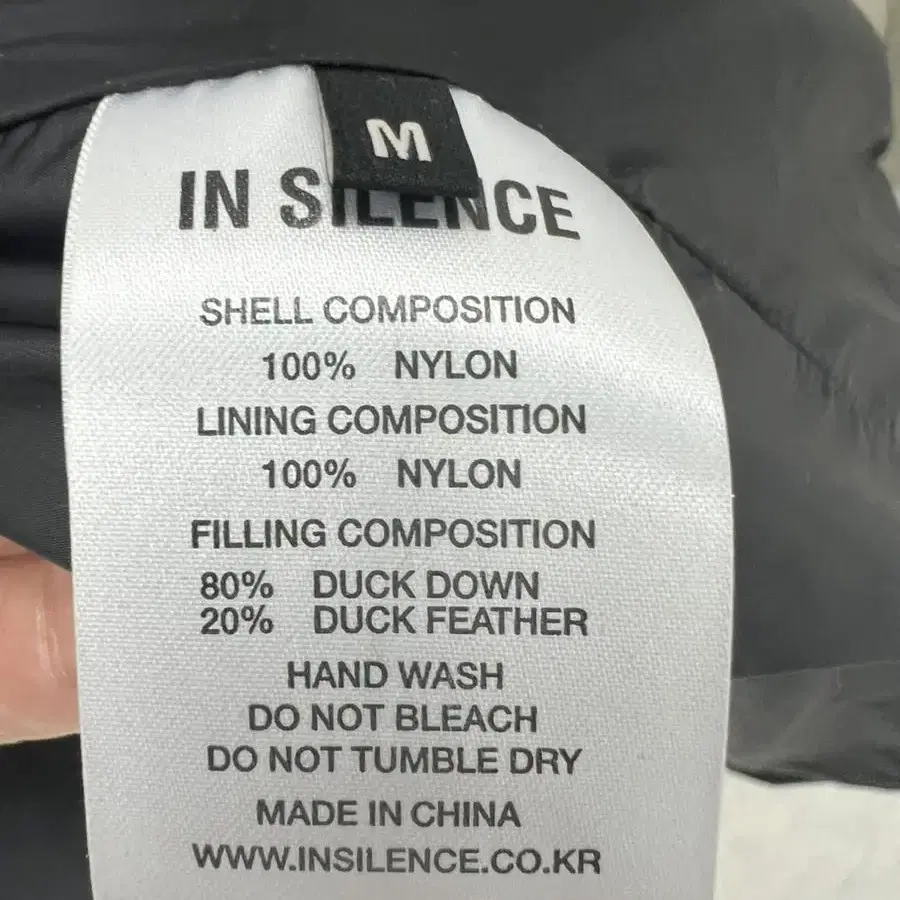 M
IN SILENCE
SHELL COMPOSITION
100% NYLON
LINING COMPOSITION
100% NYLON
FILLING COMPOSITION
80% DUCK DOWN
20% DUCK FEATHER
HAND WASH
DO NOT BLEACH
DO NOT TUMBLE DRY
MADE IN CHINA
WWW.INSILENCE.CO.KR